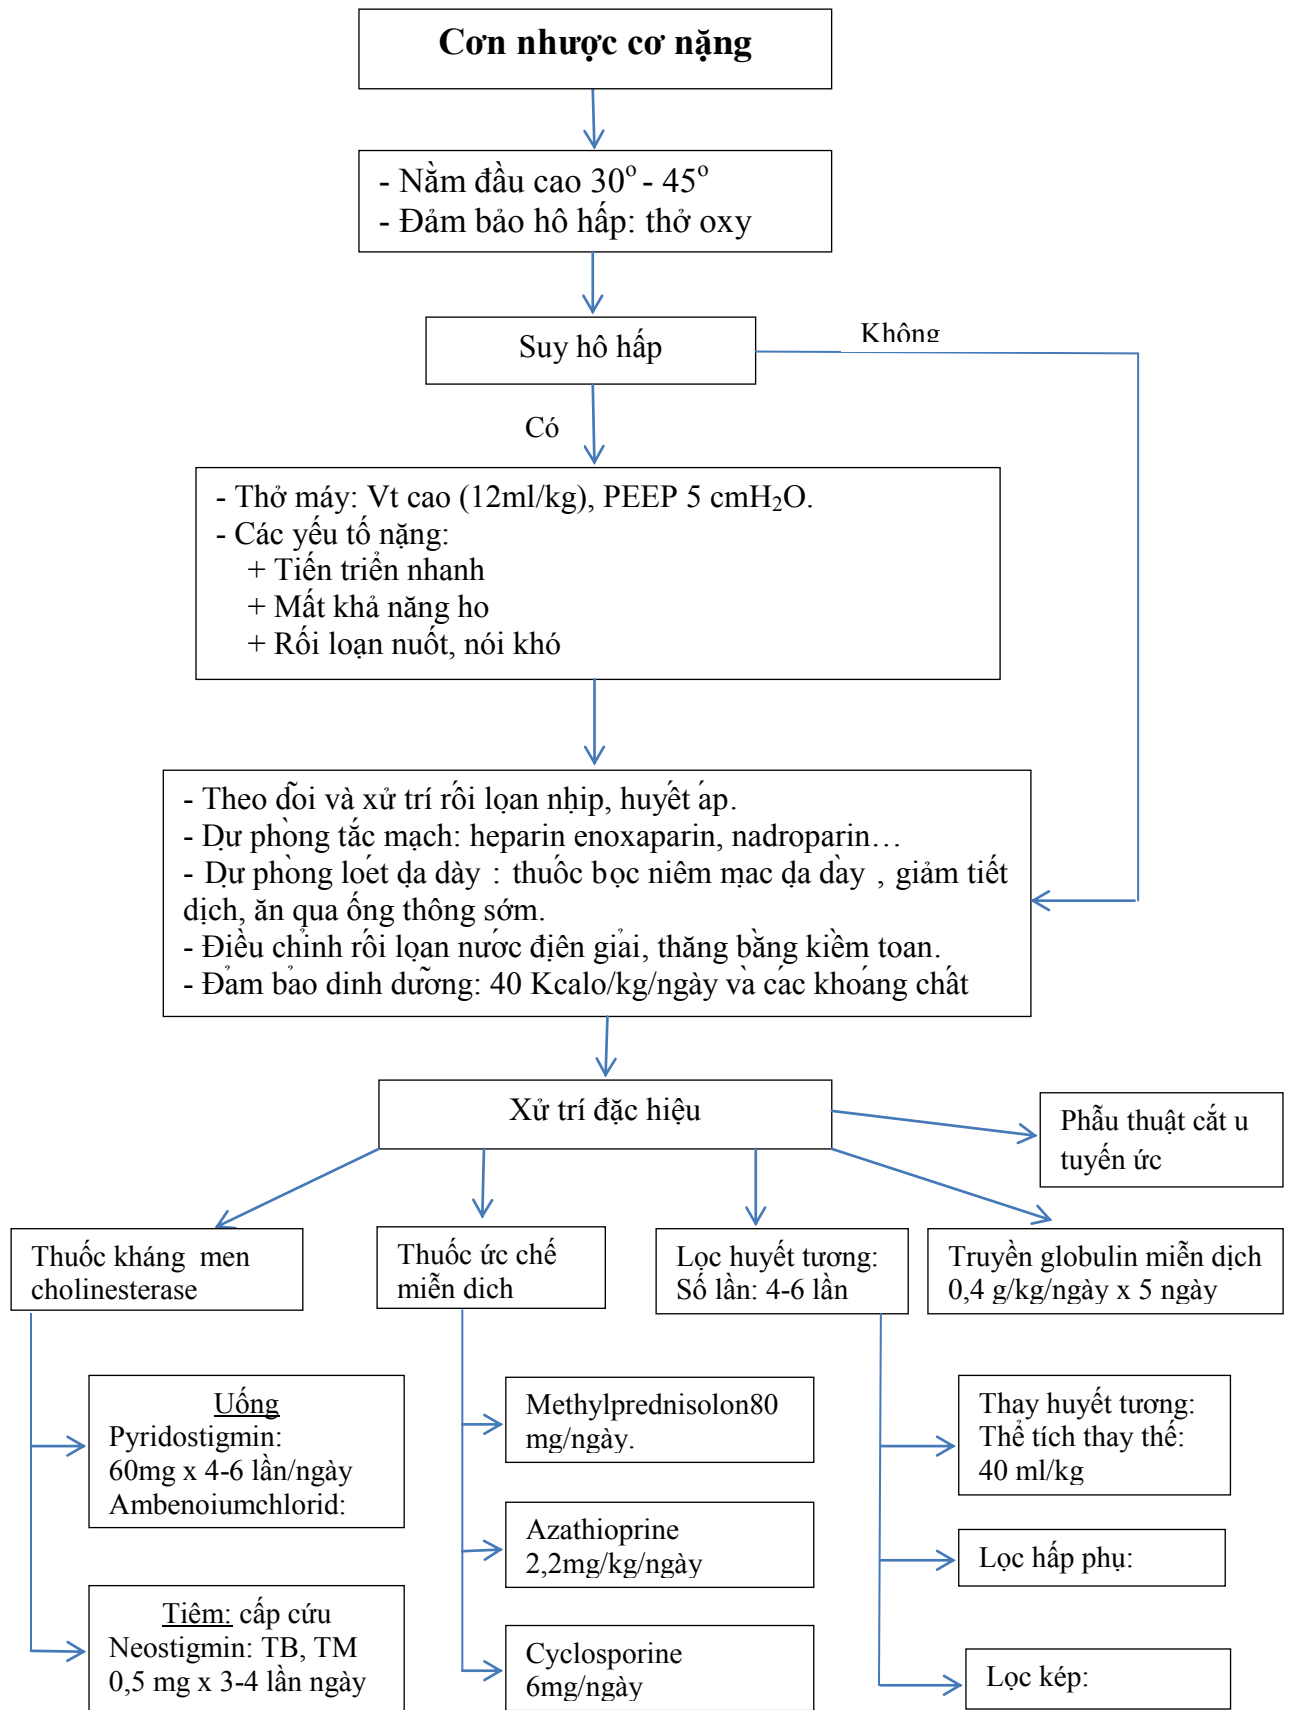 Cơn nhược cơ nặng
- Nằm đầu cao 30° - 45°
- Đảm bảo hô hấp: thở oxy
Suy hô hấp
Không
Có
- Thở máy: Vt cao (12ml/kg), PEEP 5 cmH₂O.
- Các yếu tố nặng:
+ Tiến triển nhanh
+ Mất khả năng ho
+ Rối loạn nuốt, nói khó
- Theo dõi và xử trí rối loạn nhịp, huyết áp.
- Dự phòng tắc mạch: heparin enoxaparin, nadroparin…
- Dự phòng loét dạ dày : thuốc bọc niêm mạc dạ dày , giảm tiết
dịch, ăn qua ống thông sớm.
- Điều chỉnh rối loạn nước điện giải, thăng bằng kiềm toan.
- Đảm bảo dinh dưỡng: 40 Kcalo/kg/ngày và các khoáng chất
Xử trí đặc hiệu
Phẫu thuật cắt u
tuyến ức
Thuốc kháng men
cholinesterase
Thuốc ức chế
miễn dich
Lọc huyết tương:
Số lần: 4-6 lần
Truyền globulin miễn dịch
0,4 g/kg/ngày x 5 ngày
Uống
Pyridostigmin:
60mg x 4-6 lần/ngày
Ambenoiumchlorid:
Tiêm: cấp cứu
Neostigmin: TB, TM
0,5 mg x 3-4 lần ngày
Methylprednisolon80
mg/ngày.
Azathioprine
2,2mg/kg/ngày
Cyclosporine
6mg/ngày
Thay huyết tương:
Thể tích thay thế:
40 ml/kg
Lọc hấp phụ:
Lọc kép: